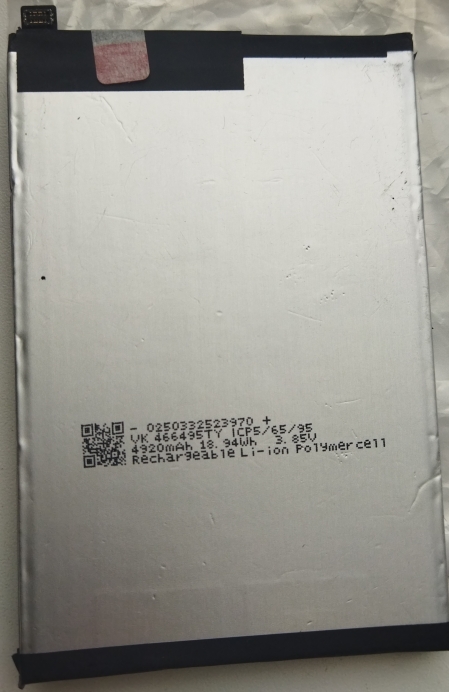 - 0250332523970 +
VK 466495TY ICP5/65/95
4920mAh 18.94Wh 3.85V
Rechargeable Li-ion Polymercell